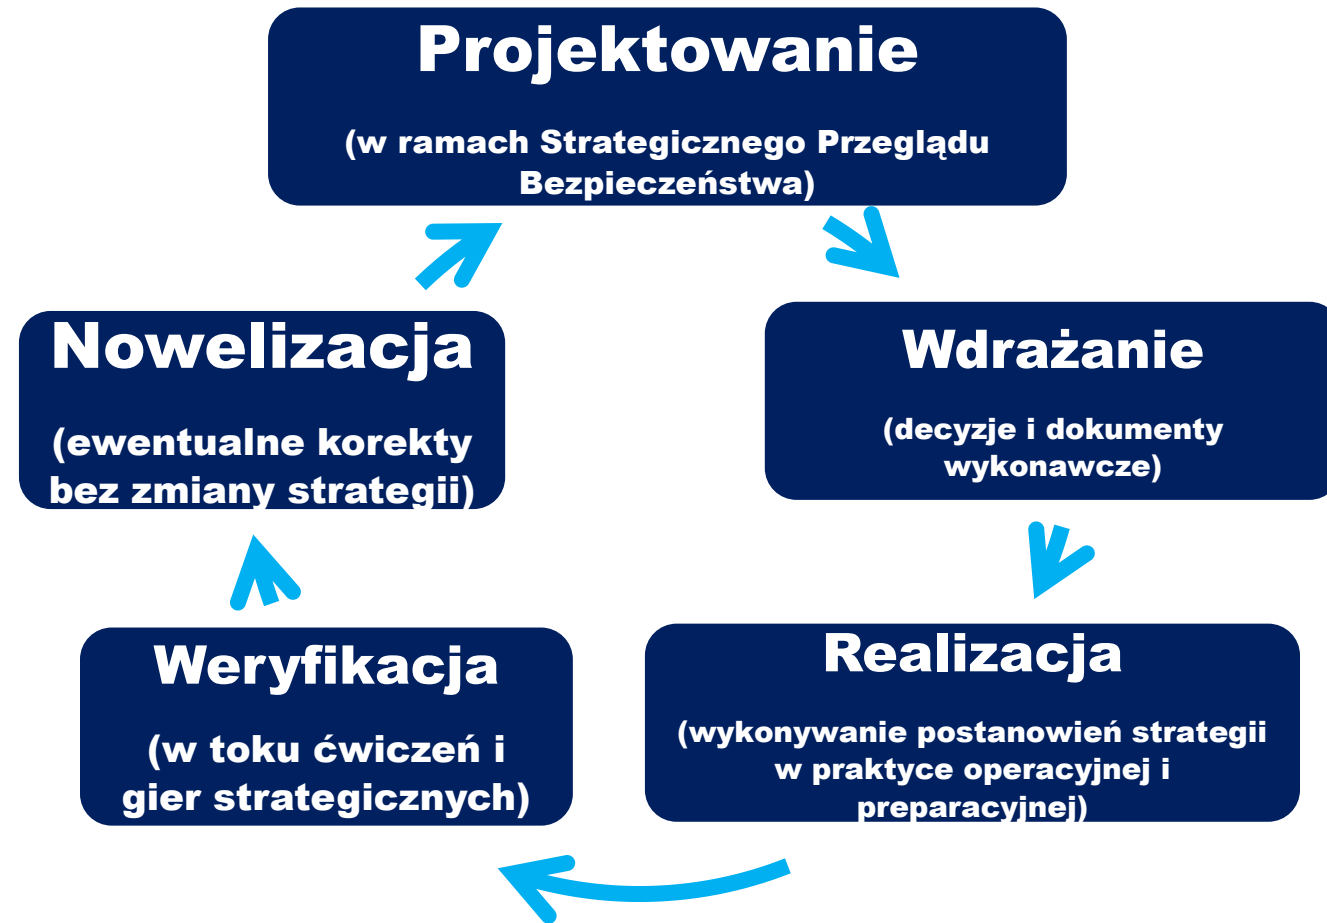 Projektowanie
(w ramach Strategicznego Przeglądu
Bezpieczeństwa)
Wdrażanie
(decyzje i dokumenty
wykonawcze)
Realizacja
(wykonywanie postanowień strategii
w praktyce operacyjnej i
preparacyjnej)
Weryfikacja
(w toku ćwiczeń i
gier strategicznych)
Nowelizacja
(ewentualne korekty
bez zmiany strategii)